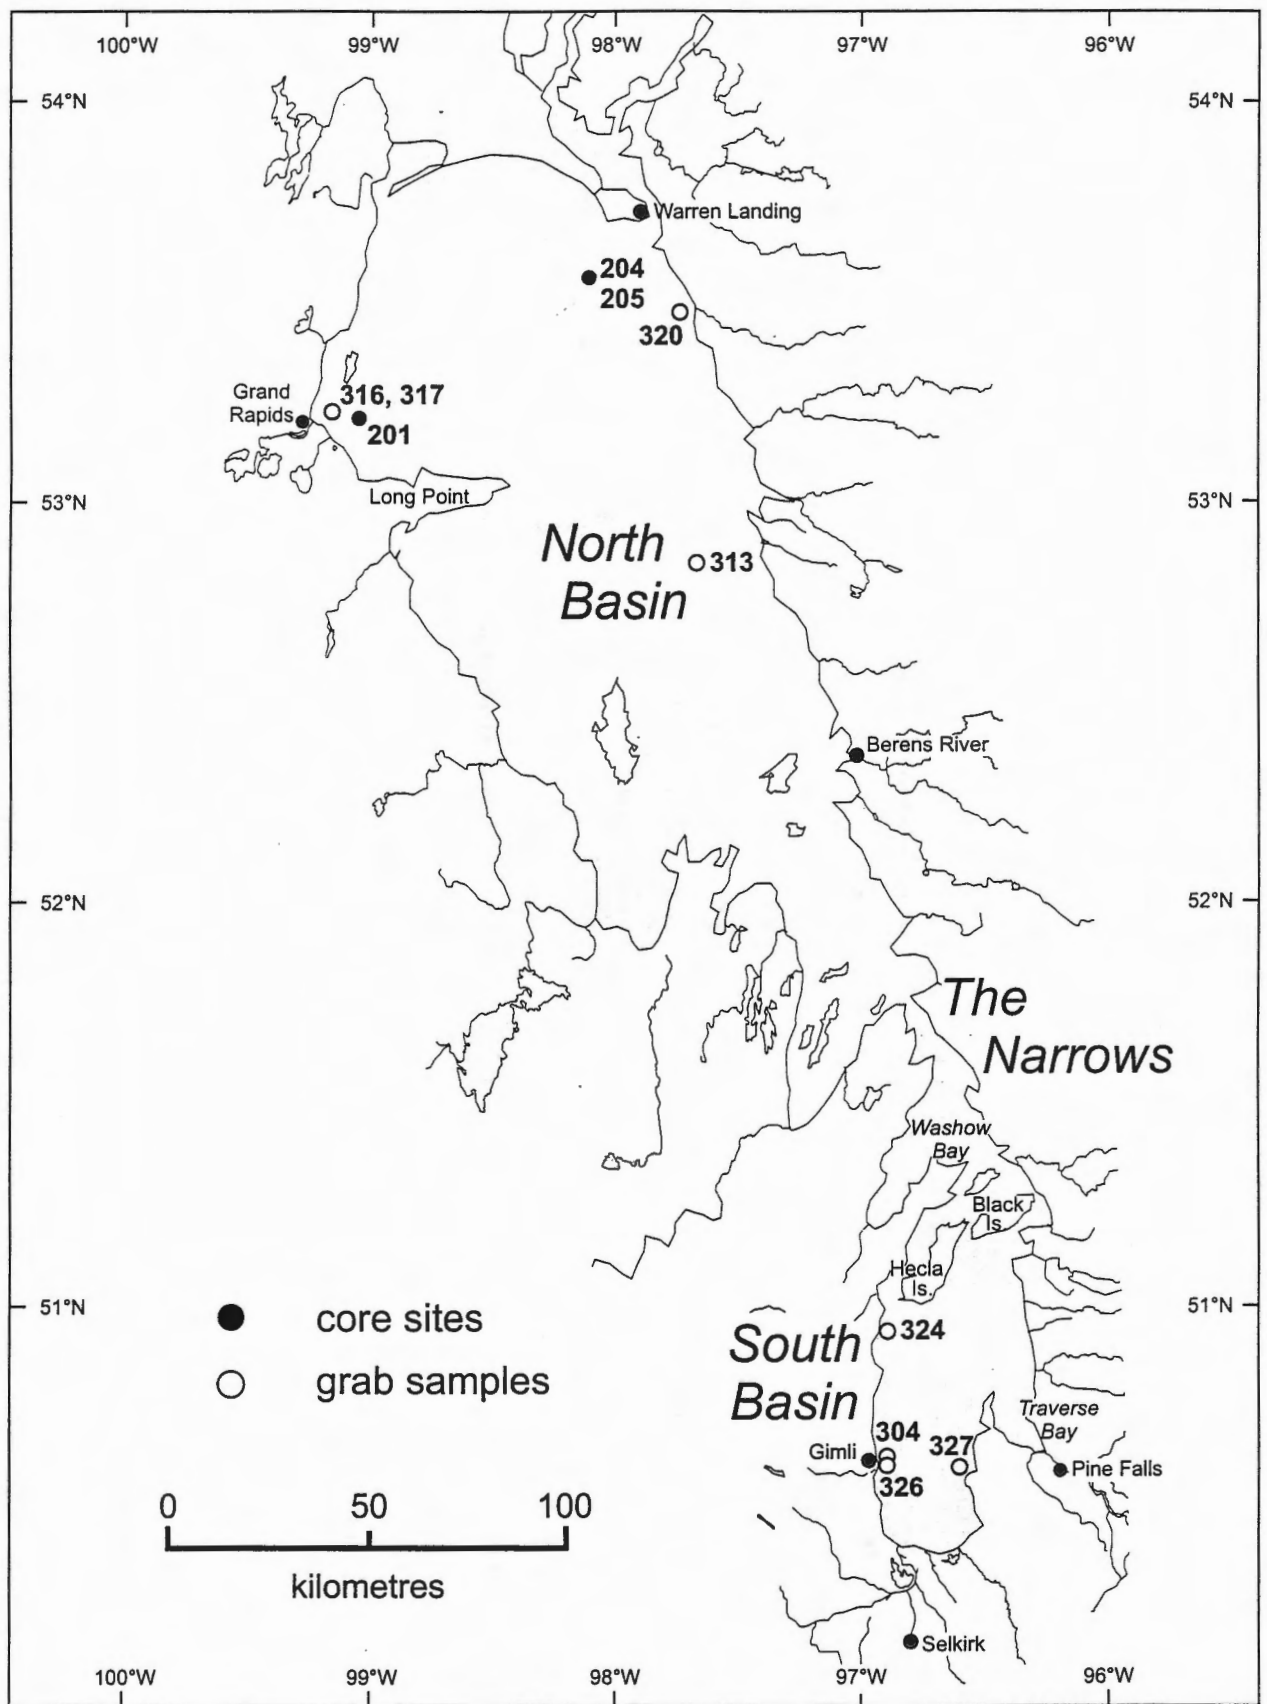 100°W 99°W 98°W 97°W 96°W
54°N 54°N
Warren Landing
204
205
320
Grand
Rapids
316, 317
201
Long Point
53°N 53°N
North
Basin
313
Berens River
52°N 52°N
The
Narrows
Washow
Bay
Black
Is.
Hecla
Is.
51°N 51°N
core sites
grab samples
324
South
Basin
Traverse
Bay
304
327
Gimli
326
Pine Falls
0 50 100
kilometres
Selkirk
100°W 99°W 98°W 97°W 96°W